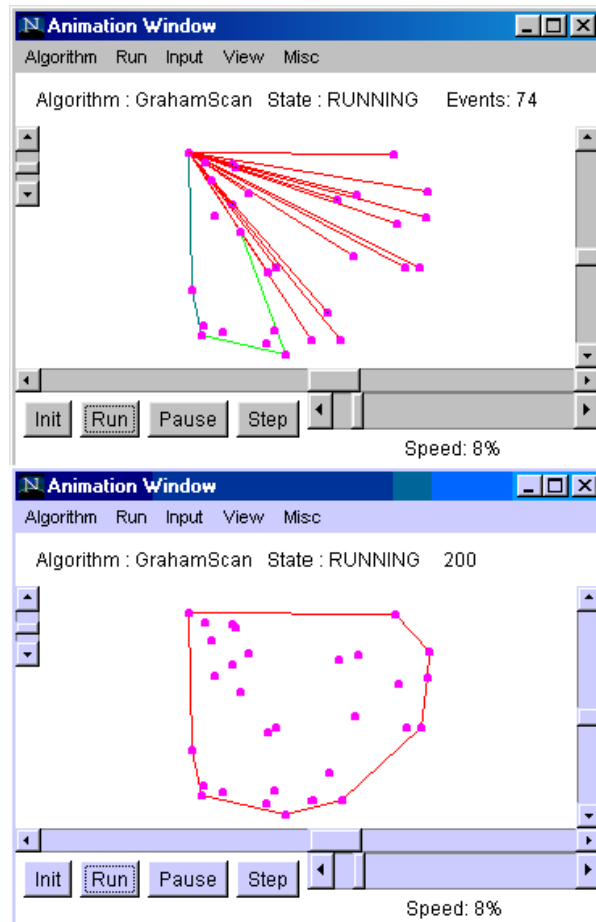 N Animation Window
Algorithm Run Input View Misc
Algorithm : GrahamScan State : RUNNING Events: 74
Init Run Pause Step
Speed: 8%
N Animation Window
Algorithm Run Input View Misc
Algorithm : GrahamScan State : RUNNING 200
Init Run Pause Step
Speed: 8%